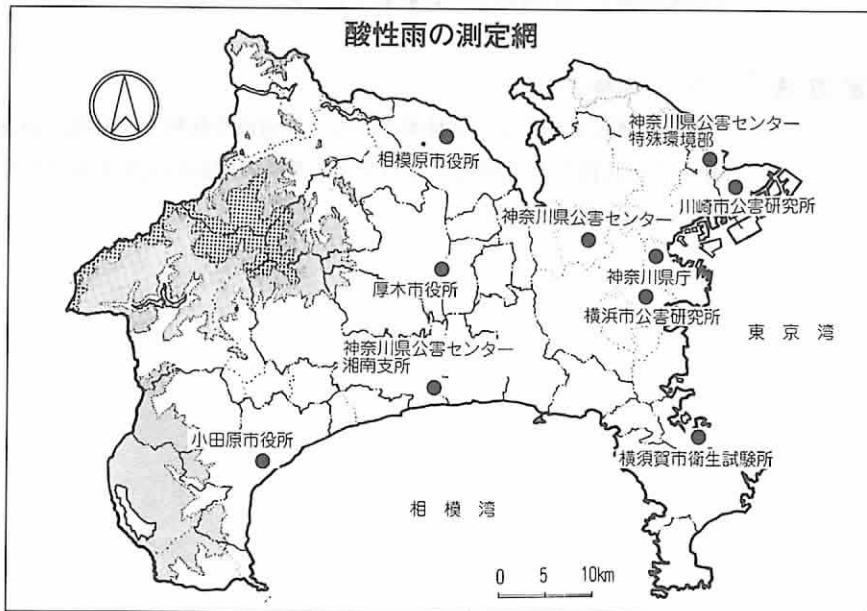 酸性雨の測定網
神奈川県公害センター
特殊環境部
相模原市役所
川崎市公害研究所
神奈川県公害センター
神奈川県庁
厚木市役所
横浜市公害研究所
東京湾
神奈川県公害センター
湘南支所
小田原市役所
横須賀市衛生試験所
相模湾
0 5 10km